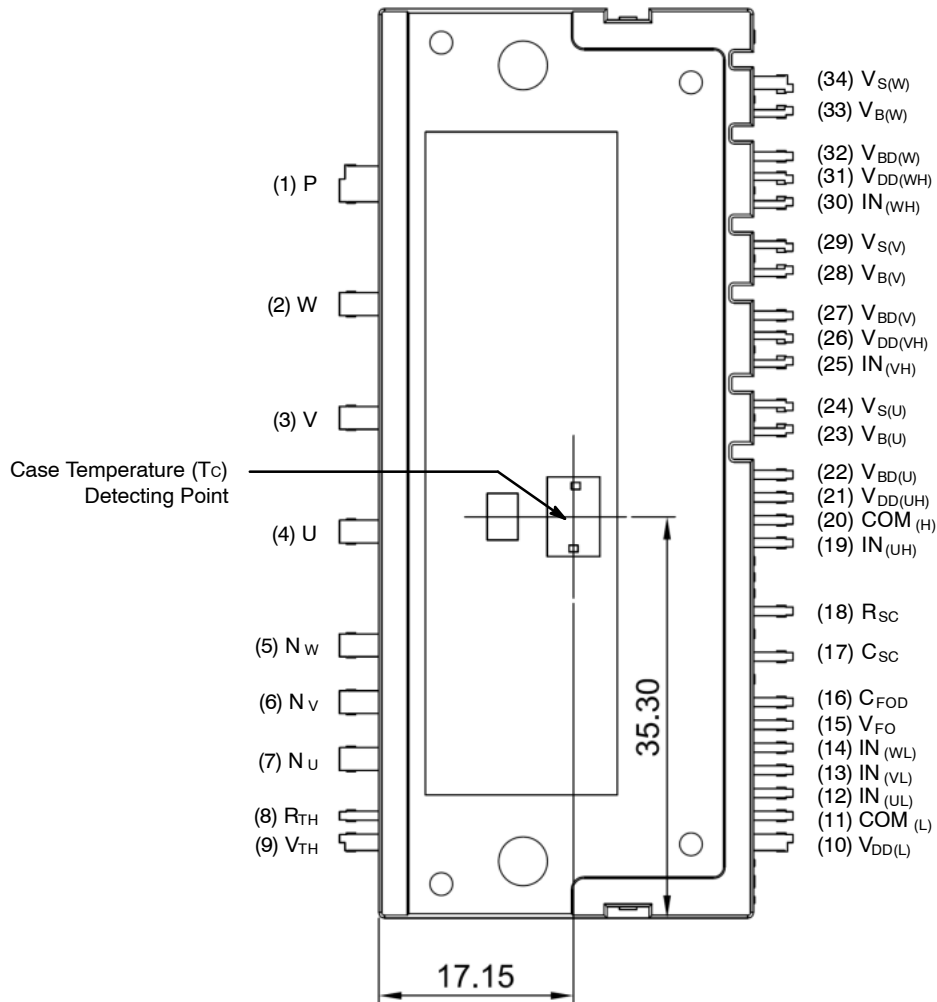 (1) P
(2) W
(3) V
Case Temperature (Tc)
Detecting Point
(4) U
(5) N W
(6) N V
(7) N U
(8) RTH
(9) VTH
(34) VS(W)
(33) VB(W)
(32) VBD(W)
(31) VDD(WH)
(30) IN(WH)
(29) VS(V)
(28) VB(V)
(27) VBD(V)
(26) VDD(VH)
(25) IN(VH)
(24) VS(U)
(23) VB(U)
(22) VBD(U)
(21) VDD(UH)
(20) COM (H)
(19) IN(UH)
(18) RSC
(17) CSC
(16) CFOD
(15) VFO
(14) IN (WL)
(13) IN(VL)
(12) IN (UL)
(11) COM (L)
(10) VDD(L)
35.30
17.15